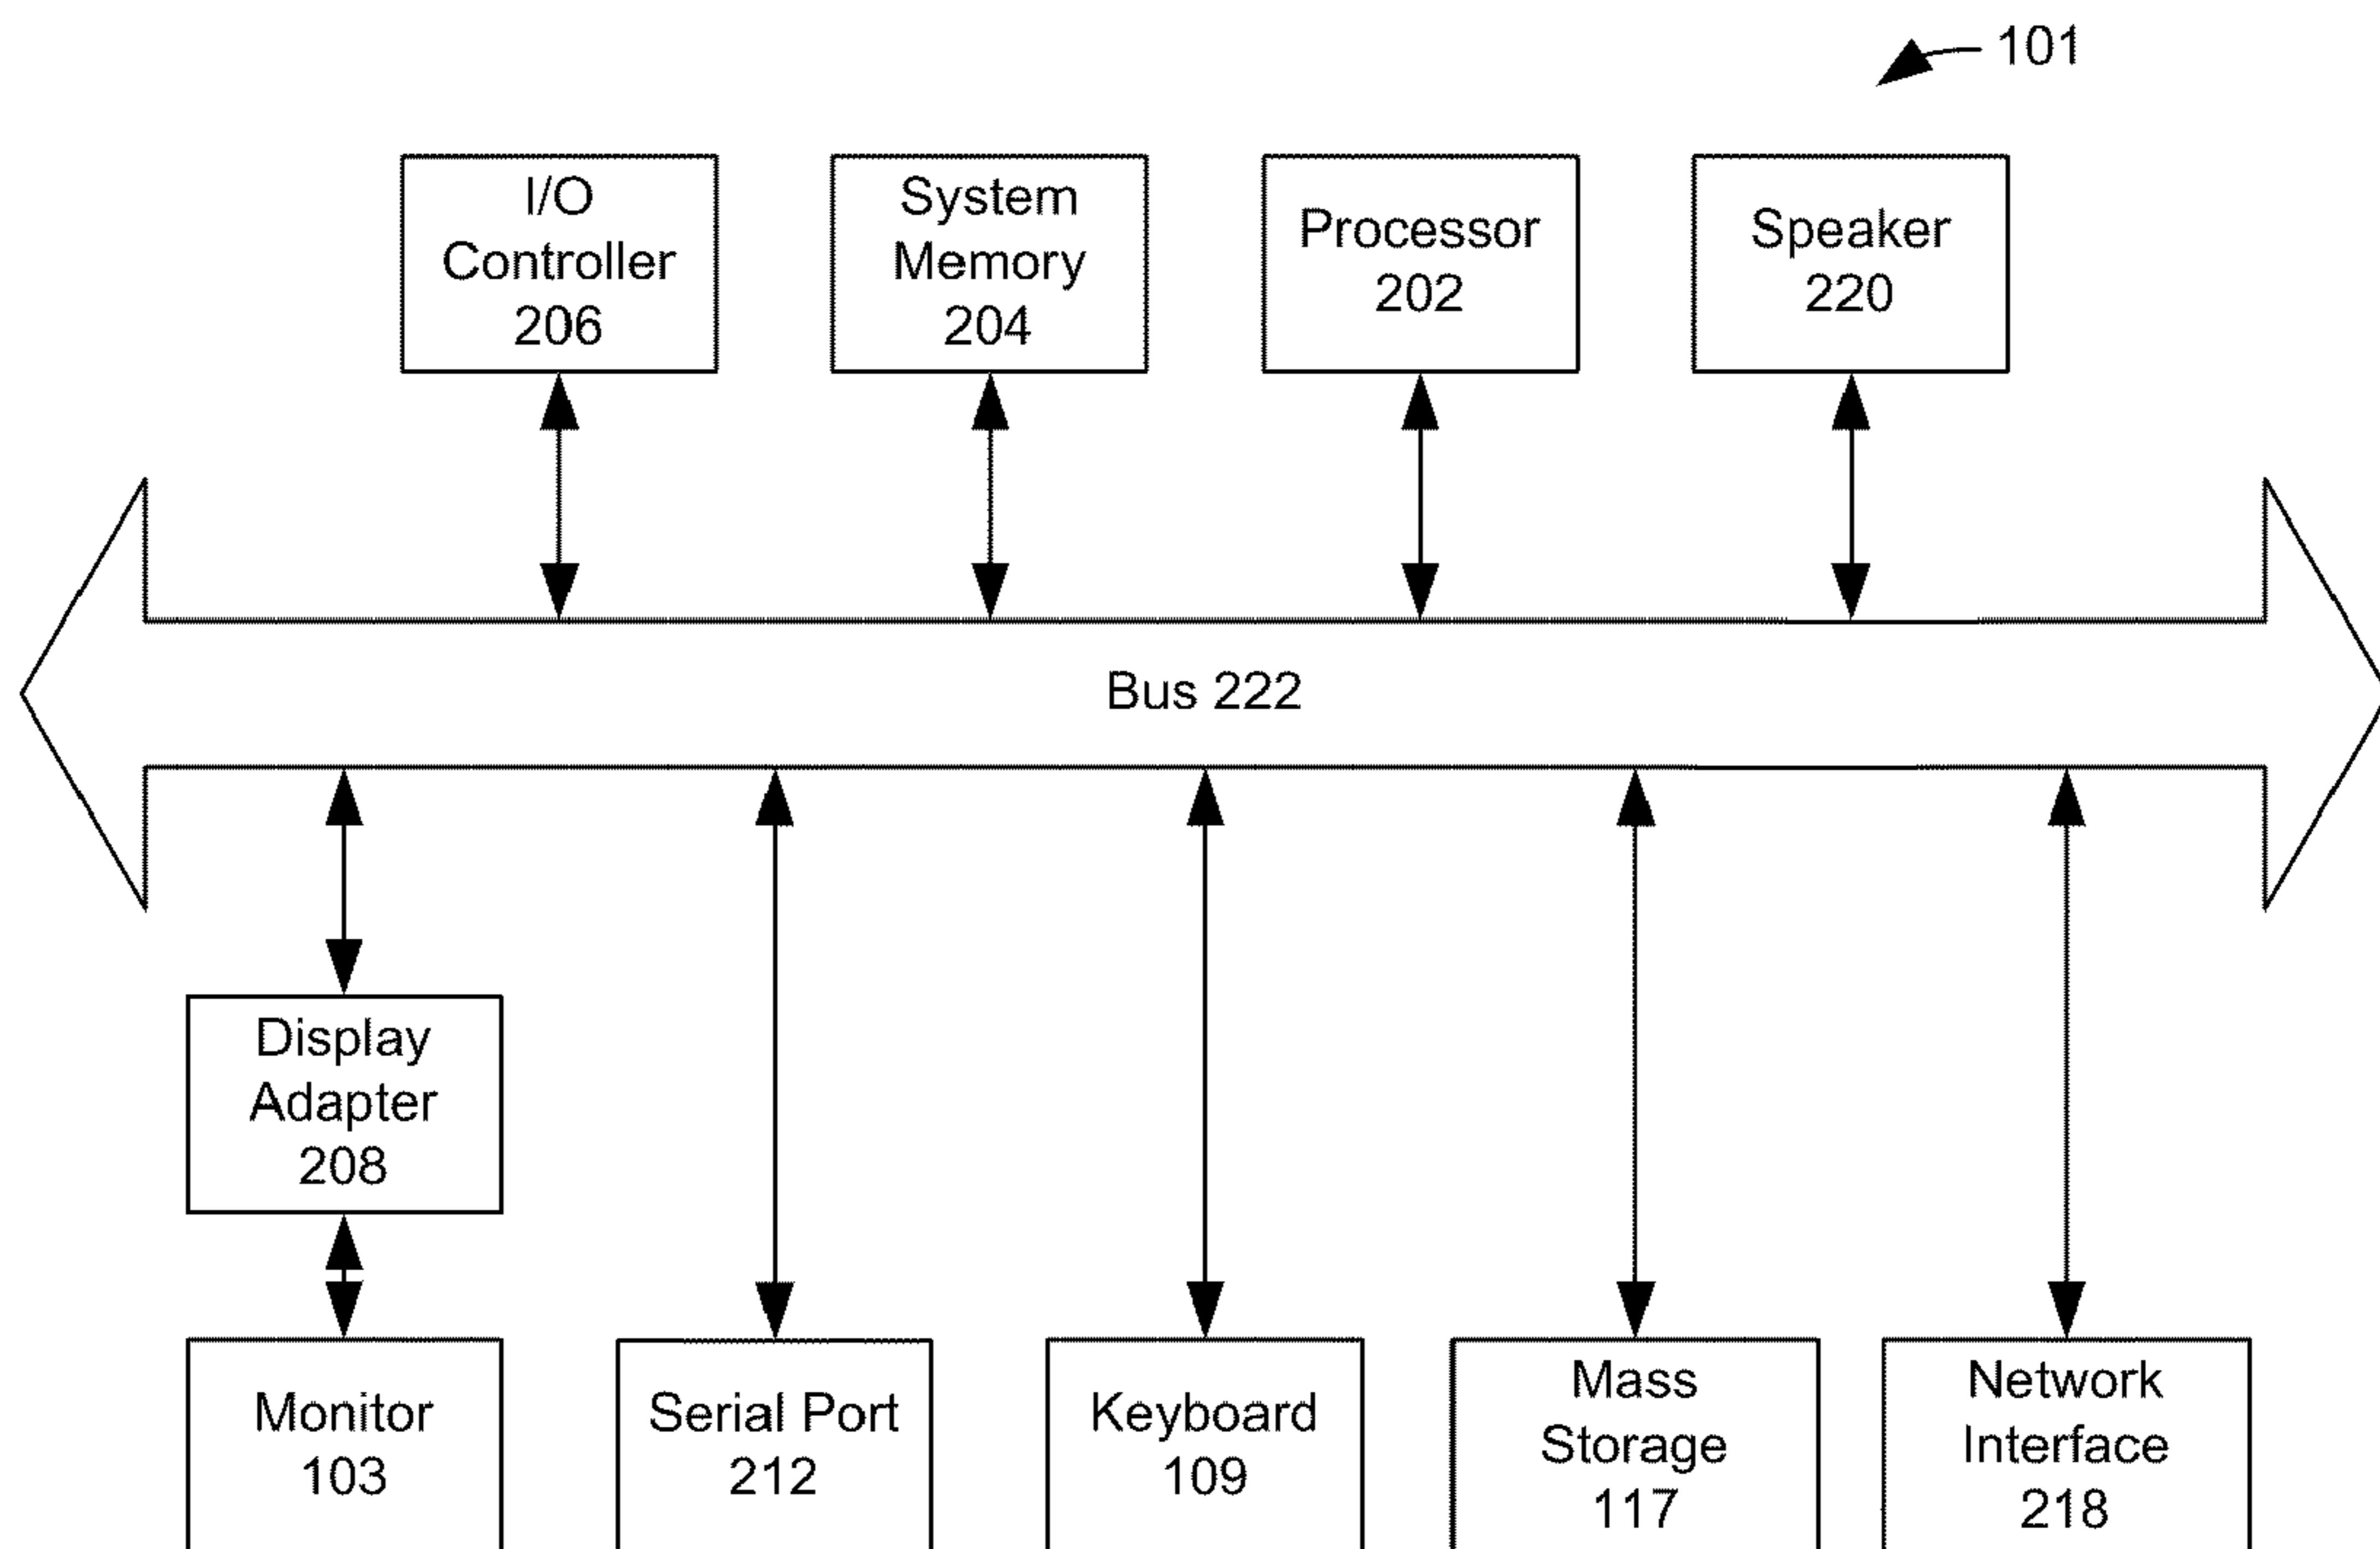 101
I/O
Controller
206
System
Memory
204
Processor
202
Speaker
220
Bus 222
Display
Adapter
208
Monitor
103
Serial Port
212
Keyboard
109
Mass
Storage
117
Network
Interface
218